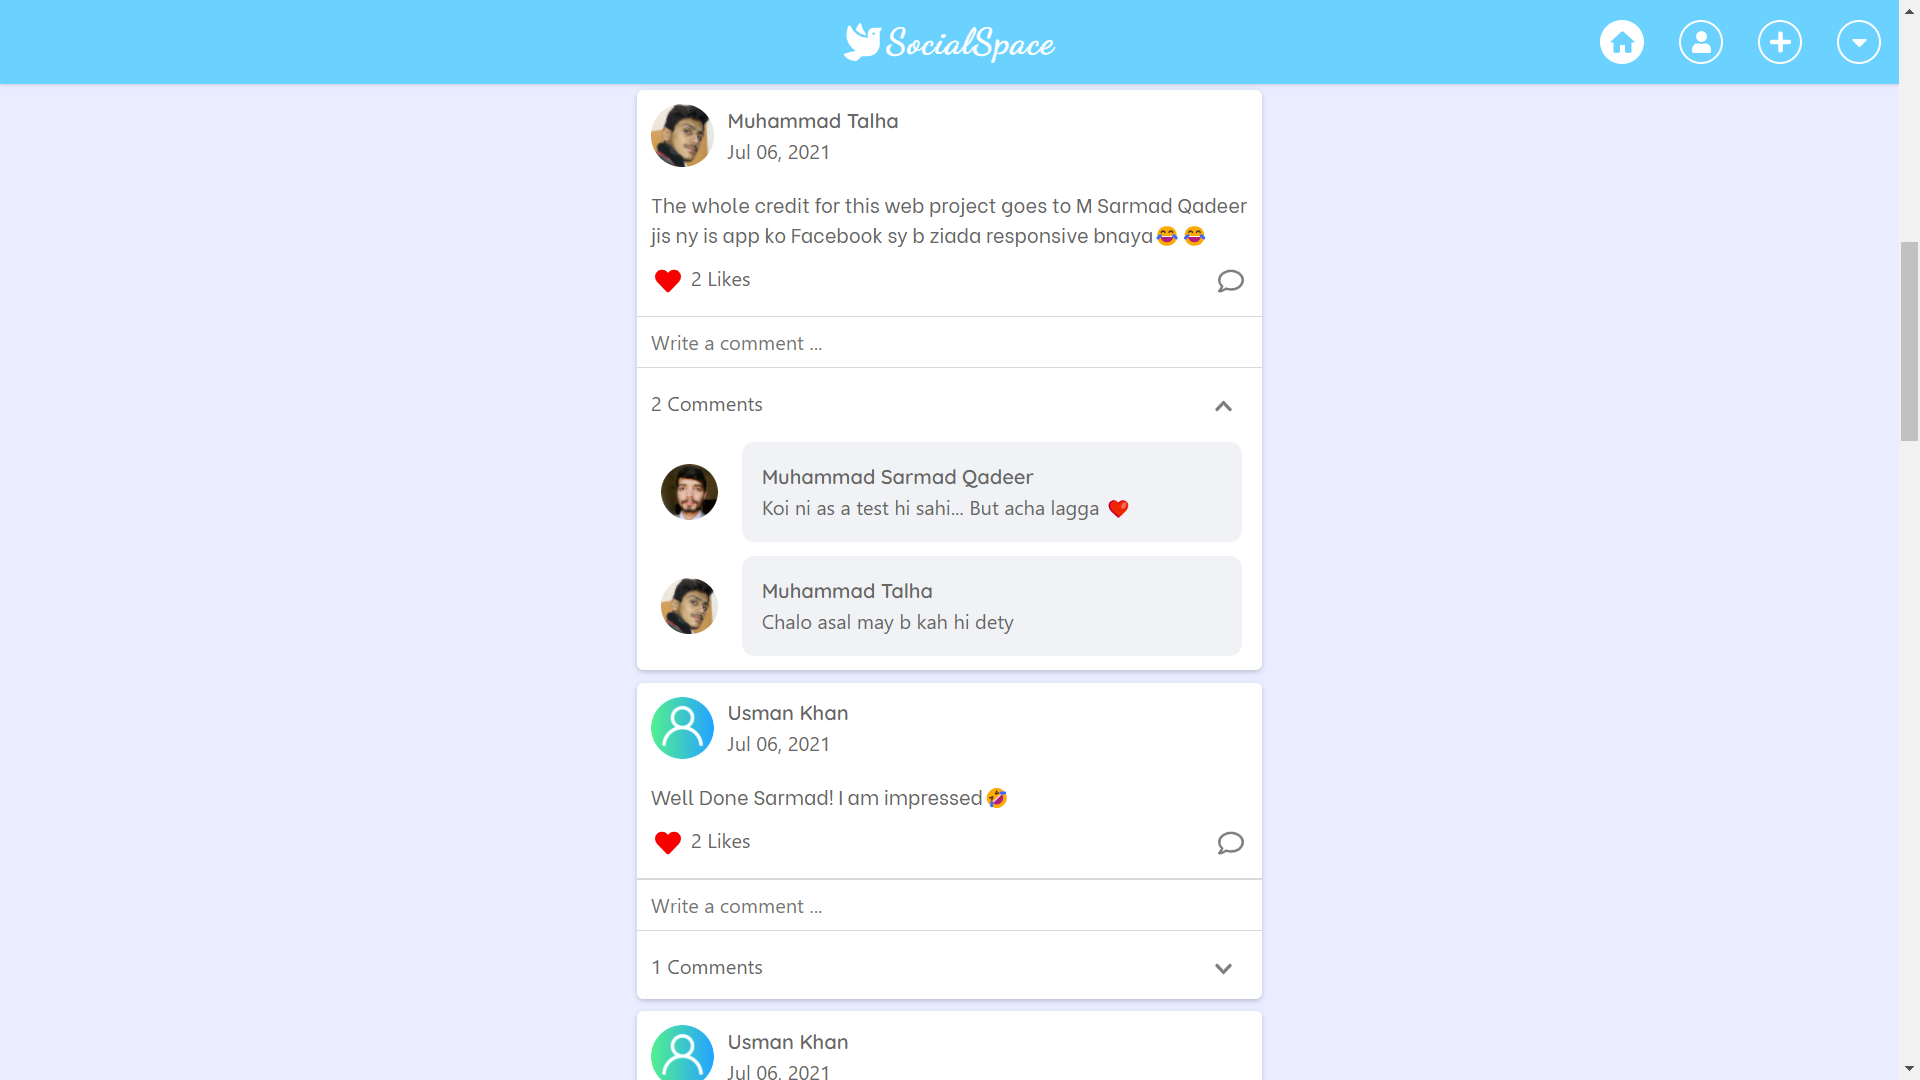 SocialSpace
Muhammad Talha
Jul 06, 2021
The whole credit for this web project goes to M Sarmad Qadeer
jis ny is app ko Facebook sy b ziada responsive bnaya😂 😂
2 Likes
Write a comment ...
2 Comments
Muhammad Sarmad Qadeer
Koi ni as a test hi sahi... But acha lagga ❤️
Muhammad Talha
Chalo asal may b kah hi dety
Usman Khan
Jul 06, 2021
Well Done Sarmad! I am impressed🤣
2 Likes
Write a comment ...
1 Comments
Usman Khan
Jul 06, 2021